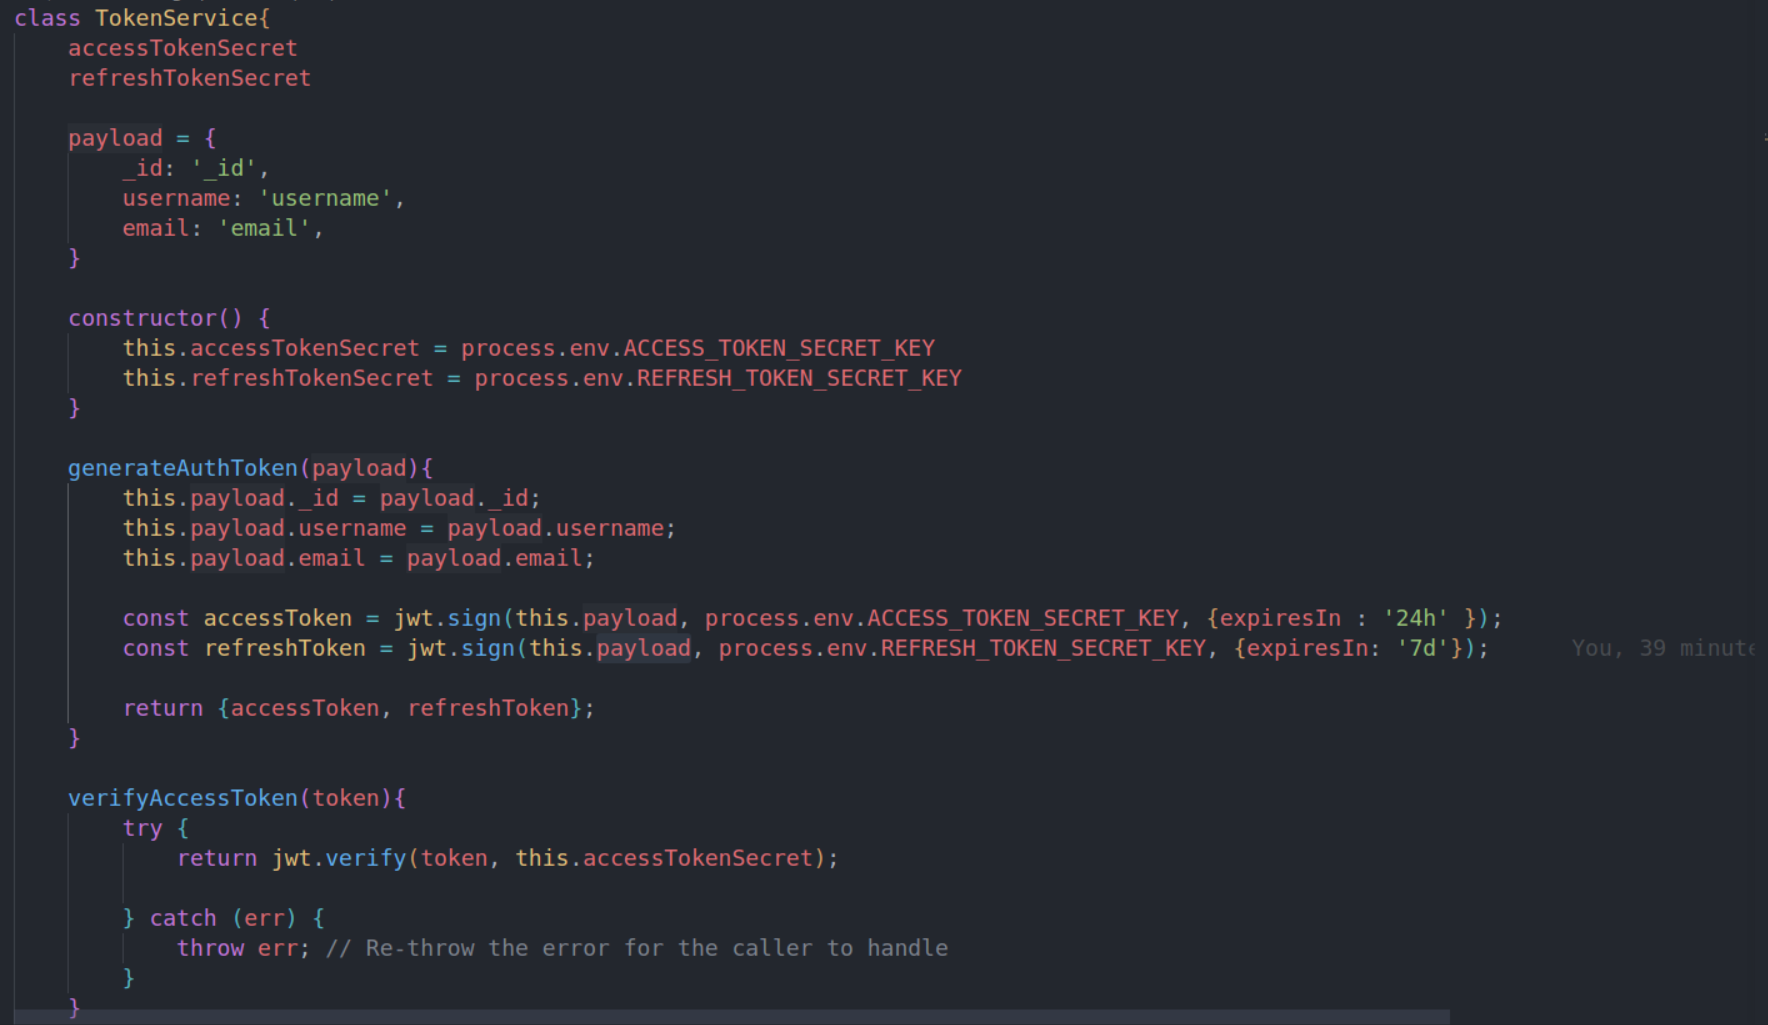 class TokenService{
    accessTokenSecret
    refreshTokenSecret

    payload = {
        _id: '_id',
        username: 'username',
        email: 'email',
    }

    constructor() {
        this.accessTokenSecret = process.env.ACCESS_TOKEN_SECRET_KEY
        this.refreshTokenSecret = process.env.REFRESH_TOKEN_SECRET_KEY
    }

    generateAuthToken(payload){
        this.payload._id = payload._id;
        this.payload.username = payload.username;
        this.payload.email = payload.email;

        const accessToken = jwt.sign(this.payload, process.env.ACCESS_TOKEN_SECRET_KEY, {expiresIn : '24h' });
        const refreshToken = jwt.sign(this.payload, process.env.REFRESH_TOKEN_SECRET_KEY, {expiresIn: '7d'}); You, 39 minute

        return {accessToken, refreshToken};
    }

    verifyAccessToken(token){
        try {
            return jwt.verify(token, this.accessTokenSecret);

        } catch (err) {
            throw err; // Re-throw the error for the caller to handle
        }
    }